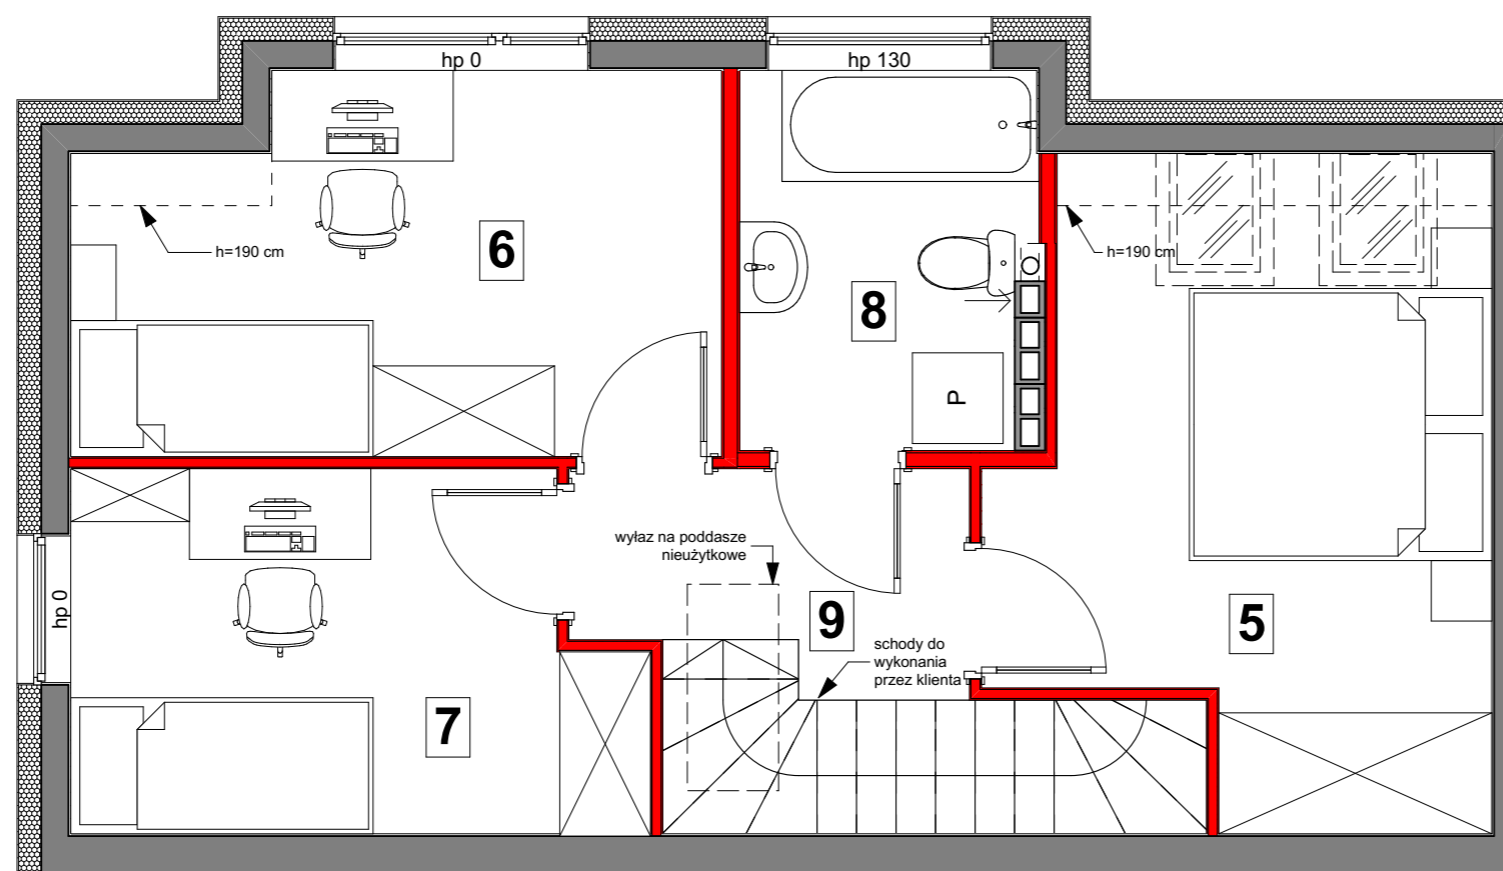 hp 0
hp 130
6
h=190 cm
h=190 cm
8
P
wyłaz na poddasze
nieużytkowe
hp 0
9
5
schody do
wykonania
przez klienta
7